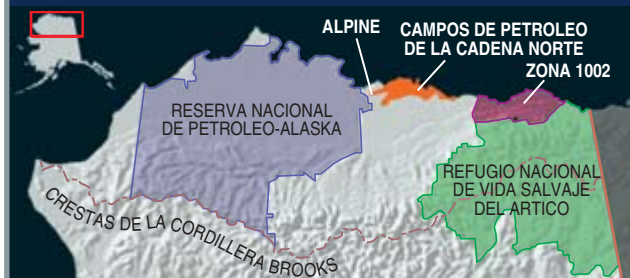 ALPINE
CAMPOS DE PETROLEO
DE LA CADENA NORTE
ZONA 1002
RESERVA NACIONAL
DE PETROLEO-ALASKA
REFUGIO NACIONAL
DE VIDA SALVAJE
DEL ARTICO
CRESTAS DE LA CORDILLERA BROOKS